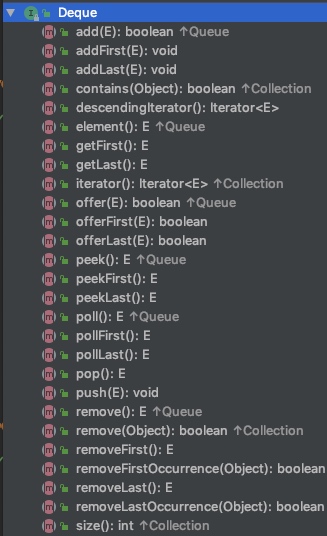 Deque
add(E): boolean ↑Queue
addFirst(E): void
addLast(E): void
contains(Object): boolean ↑Collection
descendingIterator(): Iterator<E>
element(): E ↑Queue
getFirst(): E
getLast(): E
iterator(): Iterator<E> ↑Collection
offer(E): boolean ↑Queue
offerFirst(E): boolean
offerLast(E): boolean
peek(): E ↑Queue
peekFirst(): E
peekLast(): E
poll(): E ↑Queue
pollFirst(): E
pollLast(): E
pop(): E
push(E): void
remove(): E ↑Queue
remove(Object): boolean ↑Collection
removeFirst(): E
removeFirstOccurrence(Object): boolean
removeLast(): E
removeLastOccurrence(Object): boolean
size(): int ↑Collection